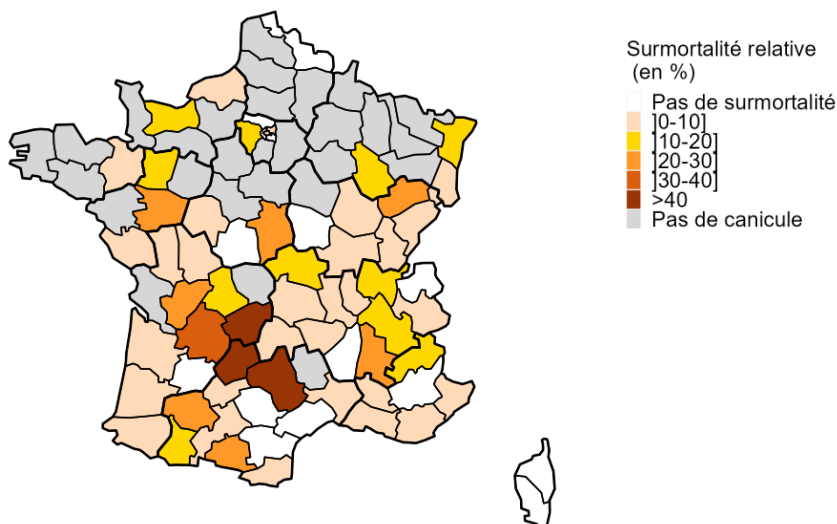 Surmortalité relative
(en %)
Pas de surmortalité
]0-10]
]10-20]
]20-30]
]30-40]
>40
Pas de canicule